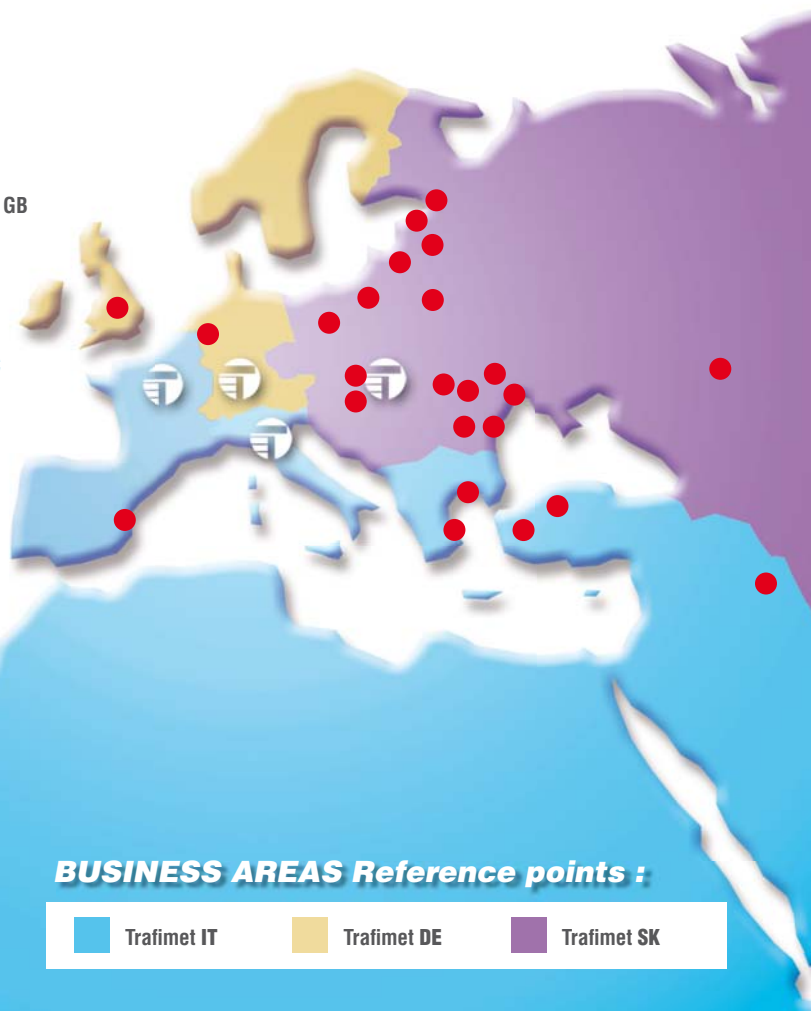 GB
BUSINESS AREAS Reference points :
Trafimet IT
Trafimet DE
Trafimet SK